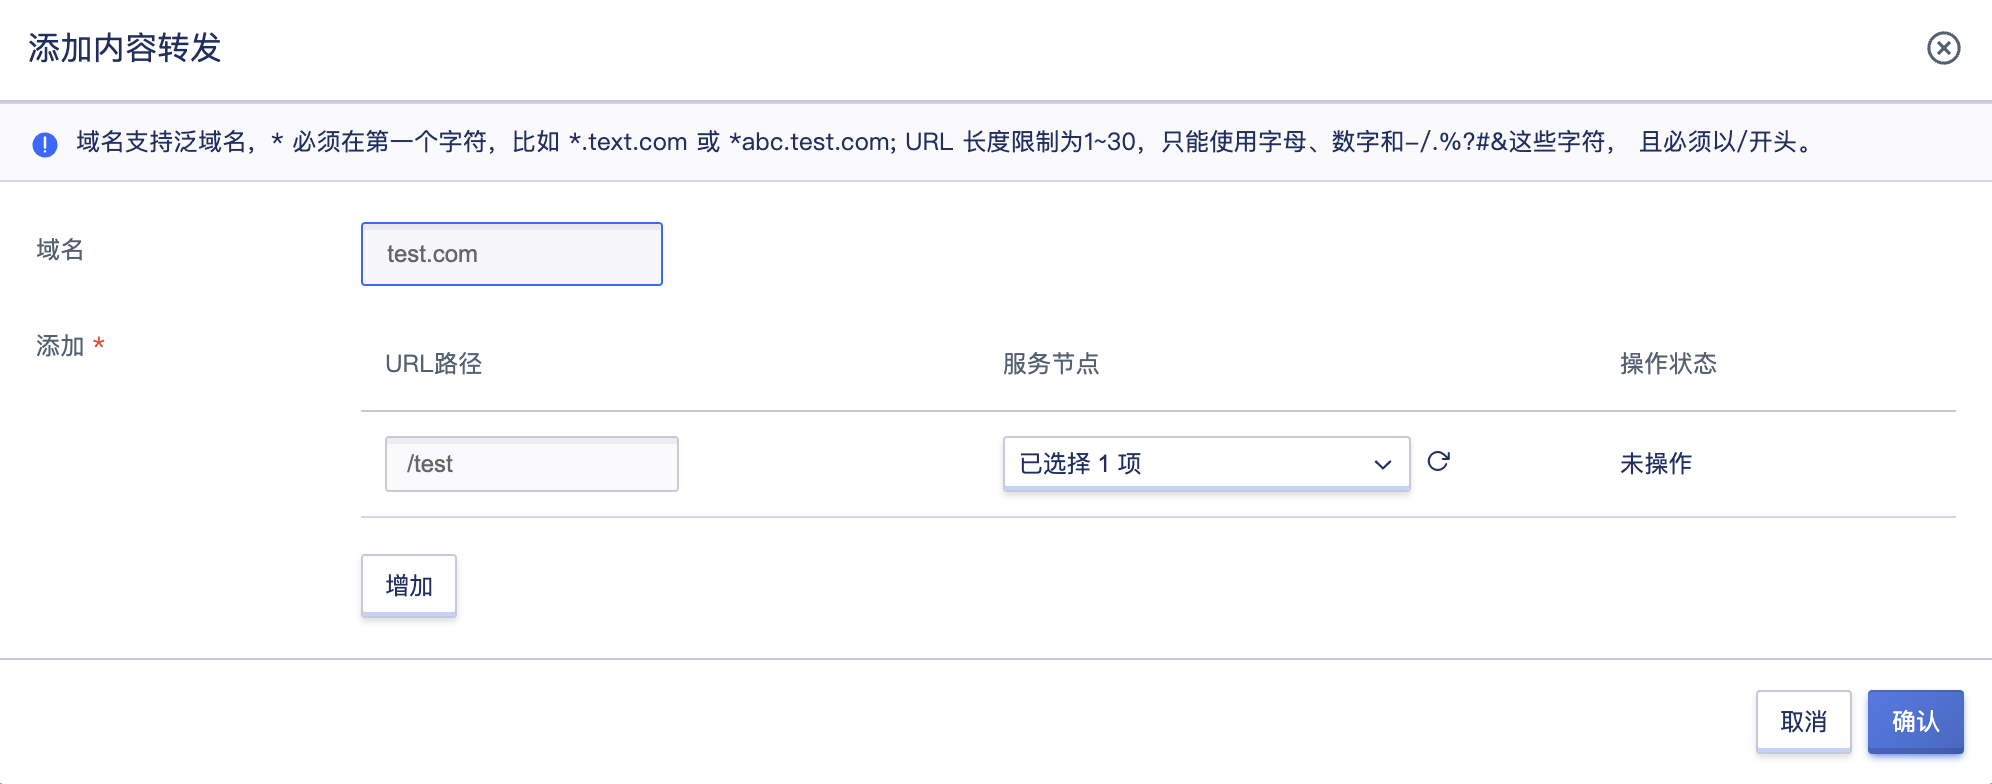 添加内容转发
域名支持泛域名，* 必须在第一个字符，比如 *.text.com 或 *abc.test.com; URL 长度限制为1~30，只能使用字母、数字和-/.%?#&这些字符， 且必须以/开头。
域名
test.com
添加 *
URL路径 服务节点 操作状态
/test 已选择 1 项 未操作
增加
取消 确认